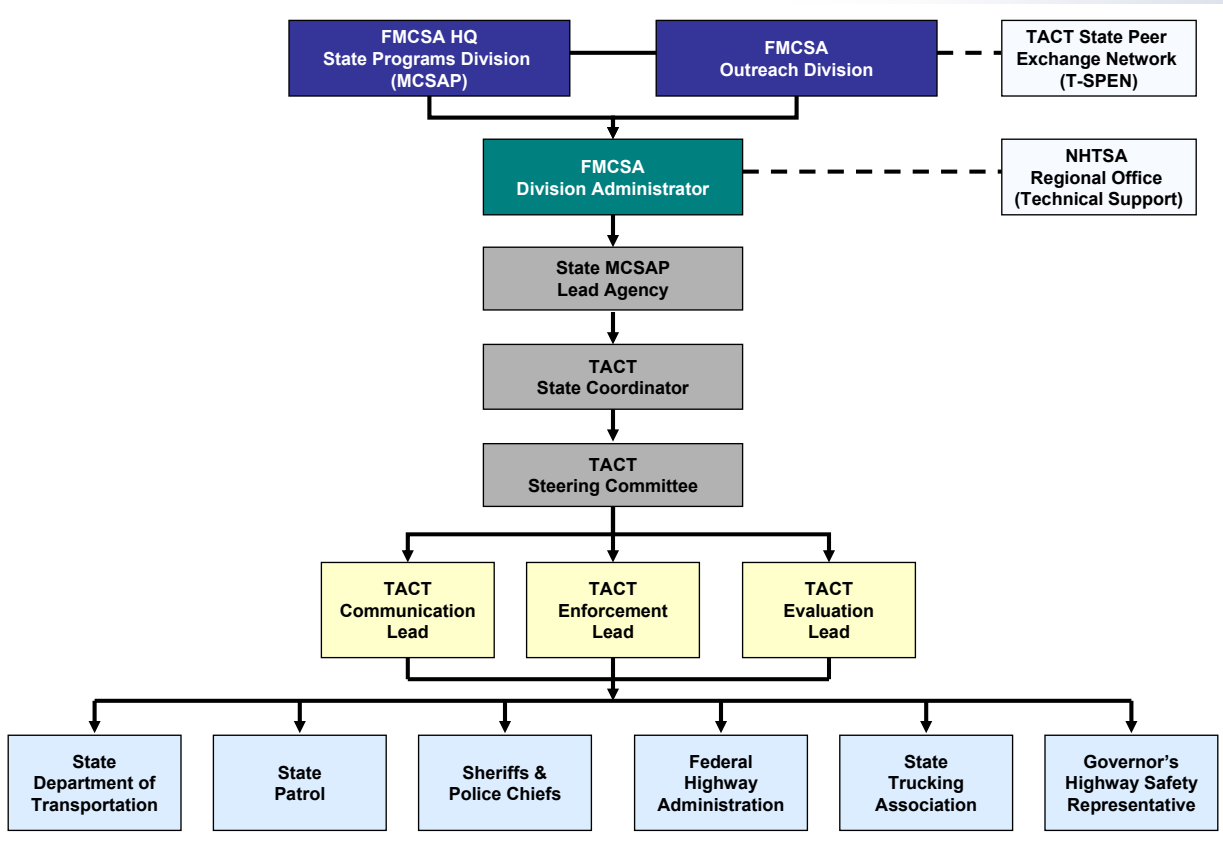 FMCSA HQ
State Programs Division
(MCSAP)
FMCSA
Outreach Division
TACT State Peer
Exchange Network
(T-SPEN)
FMCSA
Division Administrator
NHTSA
Regional Office
(Technical Support)
State MCSAP
Lead Agency
TACT
State Coordinator
TACT
Steering Committee
TACT
Communication
Lead
TACT
Enforcement
Lead
TACT
Evaluation
Lead
State
Department of
Transportation
State
Patrol
Sheriffs &
Police Chiefs
Federal
Highway
Administration
State
Trucking
Association
Governor’s
Highway Safety
Representative